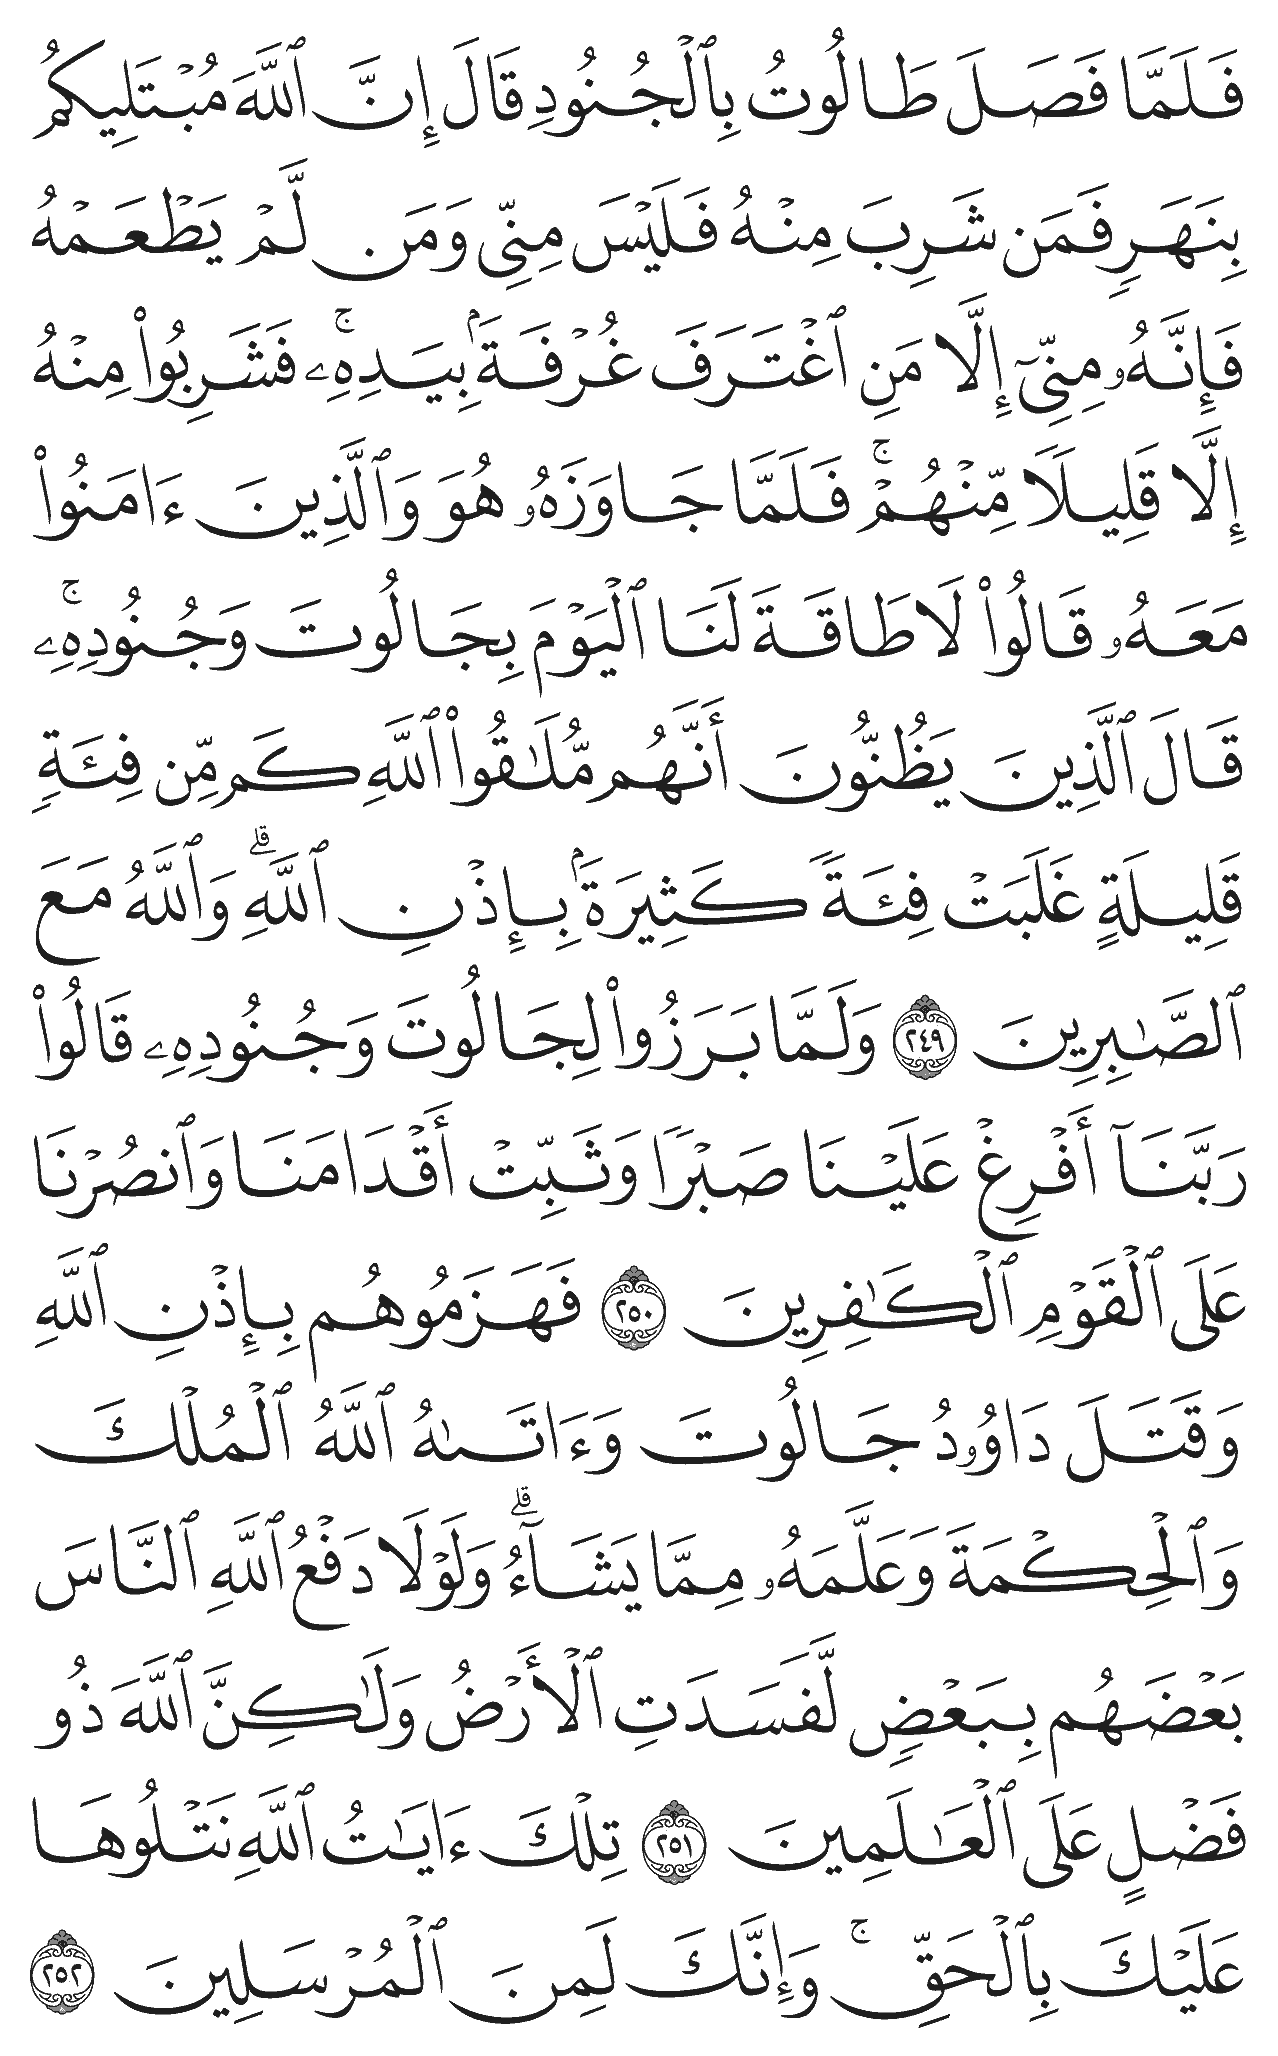 فَلَمَّا فَصَلَ طَالُوتُ بِٱلۡجُنُودِ قَالَ إِنَّ ٱللَّهَ مُبۡتَلِيكُم
بِنَهَرٖ فَمَن شَرِبَ مِنۡهُ فَلَيۡسَ مِنِّي وَمَن لَّمۡ يَطۡعَمۡهُ
فَإِنَّهُۥ مِنِّيٓ إِلَّا مَنِ ٱغۡتَرَفَ غُرۡفَةَۢ بِيَدِهِۦۚ فَشَرِبُواْ مِنۡهُ
إِلَّا قَلِيلٗا مِّنۡهُمۡۚ فَلَمَّا جَاوَزَهُۥ هُوَ وَٱلَّذِينَ ءَامَنُواْ
مَعَهُۥ قَالُواْ لَا طَاقَةَ لَنَا ٱلۡيَوۡمَ بِجَالُوتَ وَجُنُودِهِۦۚ
قَالَ ٱلَّذِينَ يَظُنُّونَ أَنَّهُم مُّلَٰقُواْ ٱللَّهِ كَم مِّن فِئَةٖ
قَلِيلَةٍ غَلَبَتۡ فِئَةٗ كَثِيرَةَۢ بِإِذۡنِ ٱللَّهِۗ وَٱللَّهُ مَعَ
ٱلصَّٰبِرِينَ ٢٤٩ وَلَمَّا بَرَزُواْ لِجَالُوتَ وَجُنُودِهِۦ قَالُواْ
رَبَّنَآ أَفۡرِغۡ عَلَيۡنَا صَبۡرٗا وَثَبِّتۡ أَقۡدَامَنَا وَٱنصُرۡنَا
عَلَى ٱلۡقَوۡمِ ٱلۡكَٰفِرِينَ ٢٥٠ فَهَزَمُوهُم بِإِذۡنِ ٱللَّهِ
وَقَتَلَ دَاوُۥدُ جَالُوتَ وَءَاتَىٰهُ ٱللَّهُ ٱلۡمُلۡكَ
وَٱلۡحِكۡمَةَ وَعَلَّمَهُۥ مِمَّا يَشَآءُۗ وَلَوۡلَا دَفۡعُ ٱللَّهِ ٱلنَّاسَ
بَعۡضَهُم بِبَعۡضٖ لَّفَسَدَتِ ٱلۡأَرۡضُ وَلَٰكِنَّ ٱللَّهَ ذُو
فَضۡلٍ عَلَى ٱلۡعَٰلَمِينَ ٢٥١ تِلۡكَ ءَايَٰتُ ٱللَّهِ نَتۡلُوهَا
عَلَيۡكَ بِٱلۡحَقِّۚ وَإِنَّكَ لَمِنَ ٱلۡمُرۡسَلِينَ ٢٥٢